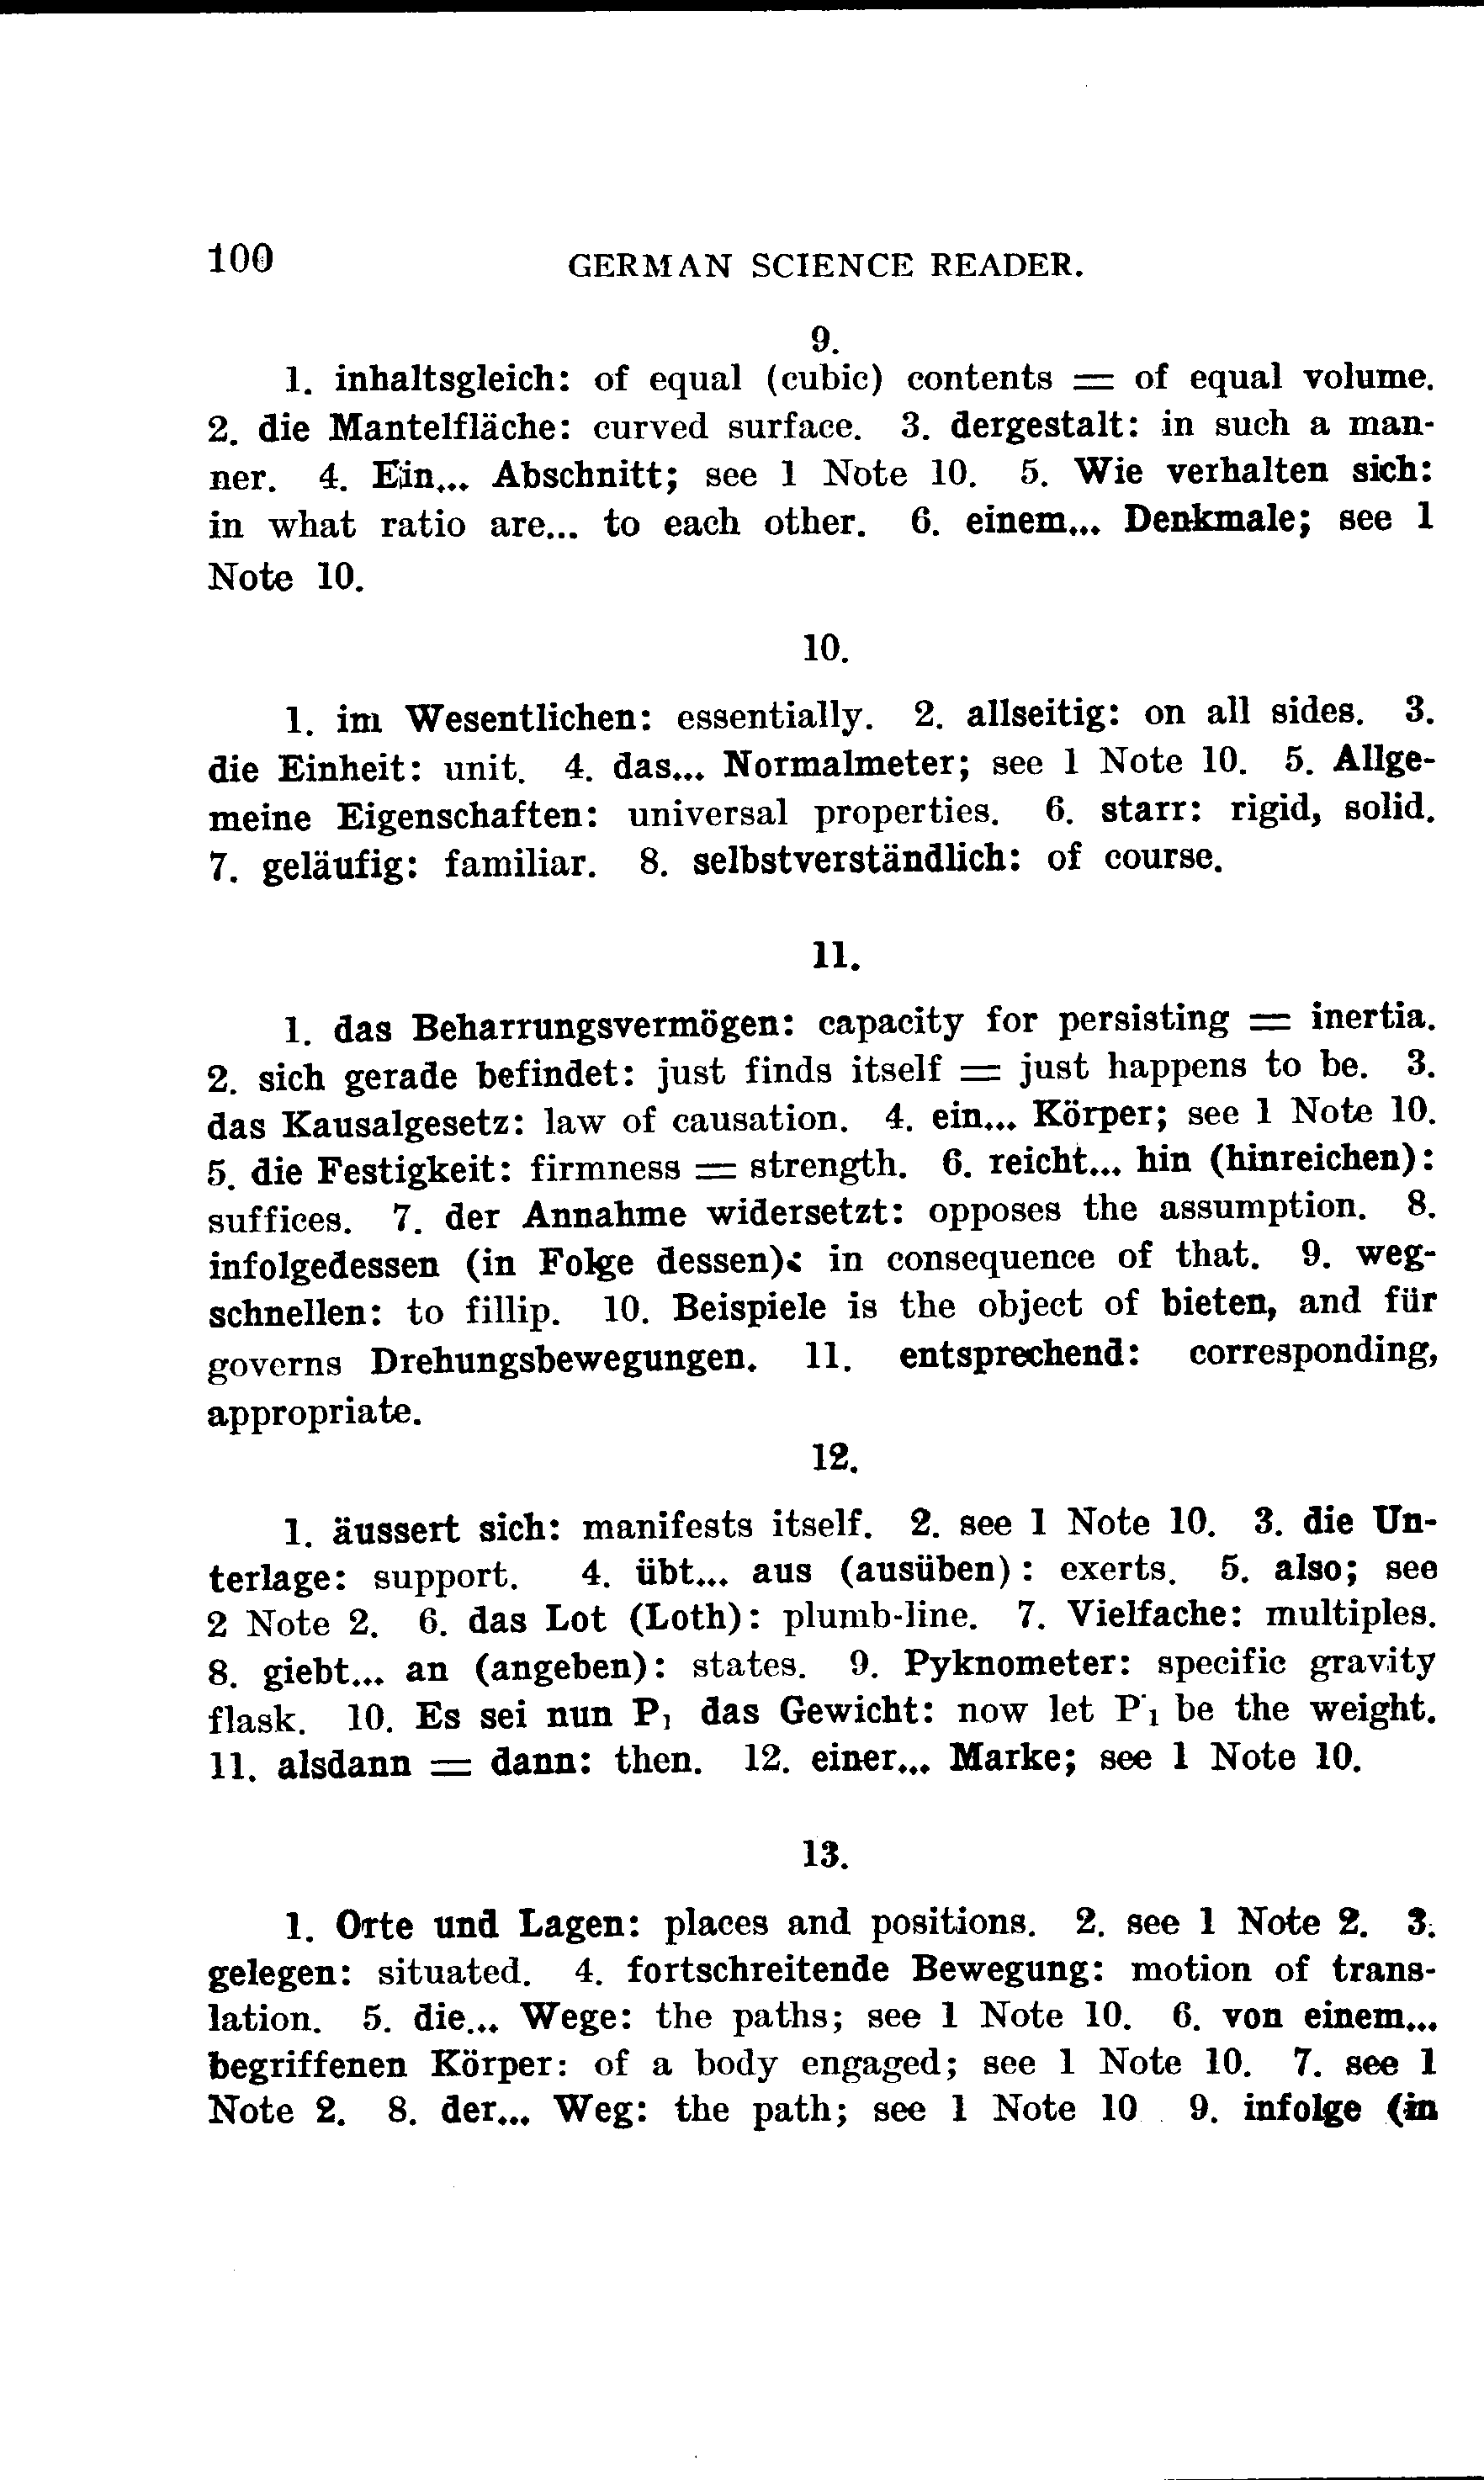 100
GERMAN SCIENCE READER.
9.
1. inhaltsgleich: of equal (cubic) contents = of equal volume.
2. die Mantelfläche: curved surface. 3. dergestalt: in such a man-
ner. 4. Ein... Abschnitt; see 1 Note 10. 5. Wie verhalten sich:
in what ratio are... to each other. 6. einem... Denkmale; see 1
Note 10.
10.
1. im Wesentlichen: essentially. 2. allseitig: on all sides. 3.
die Einheit: unit. 4. das... Normalmeter; see 1 Note 10. 5. Allge-
meine Eigenschaften: universal properties. 6. starr: rigid, solid.
7. geläufig: familiar. 8. selbstverständlich: of course.
11.
1. das Beharrungsvermögen: capacity for persisting = inertia.
2. sich gerade befindet: just finds itself = just happens to be. 3.
das Kausalgesetz: law of causation. 4. ein... Körper; see 1 Note 10.
5. die Festigkeit: firmness = strength. 6. reicht... hin (hinreichen):
suffices. 7. der Annahme widersetzt: opposes the assumption. 8.
infolgedessen (in Folge dessen): in consequence of that. 9. weg-
schnellen: to fillip. 10. Beispiele is the object of bieten, and für
governs Drehungsbewegungen. 11. entsprechend: corresponding,
appropriate.
12.
1. äussert sich: manifests itself. 2. see 1 Note 10. 3. die Un-
terlage: support. 4. übt... aus (ausüben): exerts. 5. also; see
2 Note 2. 6. das Lot (Loth): plumb-line. 7. Vielfache: multiples.
8. giebt... an (angeben): states. 9. Pyknometer: specific gravity
flask. 10. Es sei nun P₁ das Gewicht: now let P₁ be the weight.
11. alsdann = dann: then. 12. einer... Marke; see 1 Note 10.
13.
1. Orte und Lagen: places and positions. 2. see 1 Note 2. 3.
gelegen: situated. 4. fortschreitende Bewegung: motion of trans-
lation. 5. die... Wege: the paths; see 1 Note 10. 6. von einem...
begriffenen Körper: of a body engaged; see 1 Note 10. 7. see 1
Note 2. 8. der... Weg: the path; see 1 Note 10 9. infolge (in